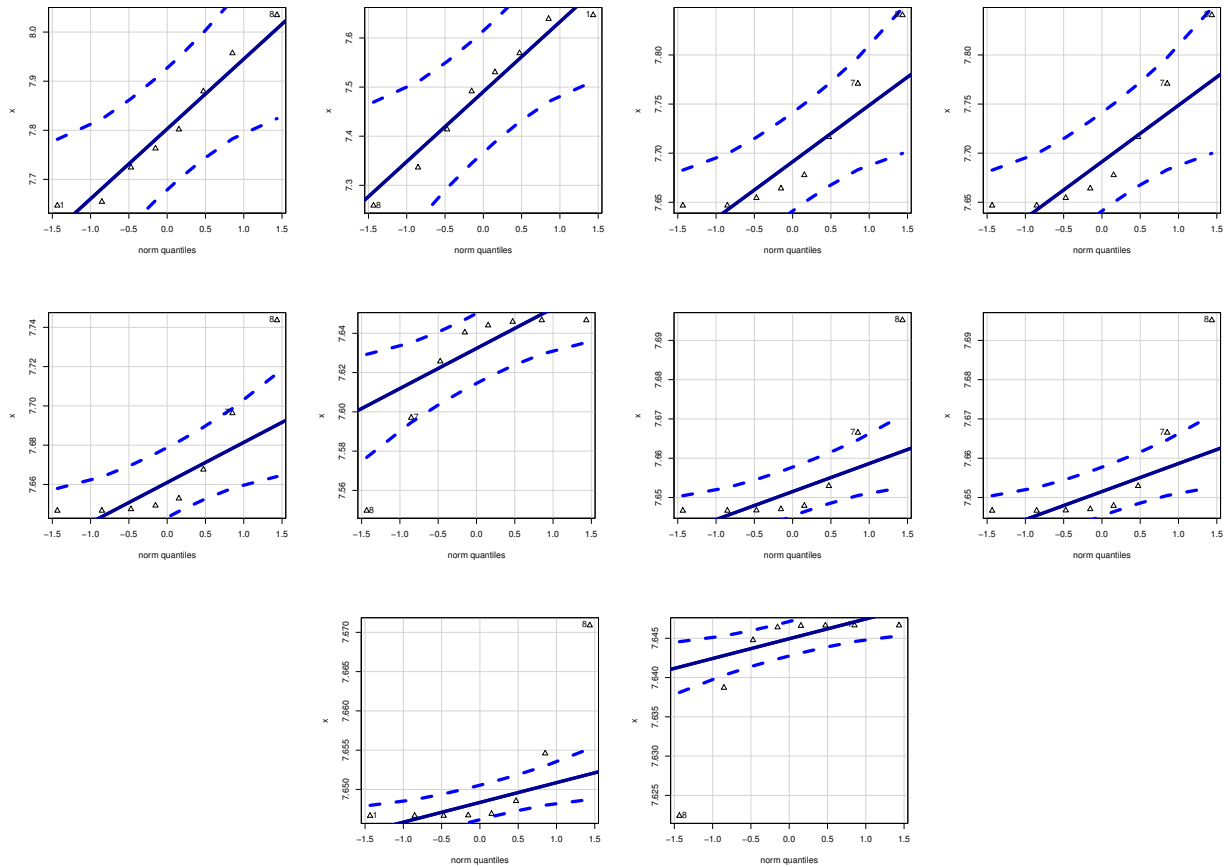 8
1
x
7.7 7.8 7.9 8.0
−1.5 −1.0 −0.5 0.0 0.5 1.0 1.5
norm quantiles
1
8
x
7.3 7.4 7.5 7.6
−1.5 −1.0 −0.5 0.0 0.5 1.0 1.5
norm quantiles
7
x
7.65 7.70 7.75 7.80
−1.5 −1.0 −0.5 0.0 0.5 1.0 1.5
norm quantiles
7
x
7.65 7.70 7.75 7.80
−1.5 −1.0 −0.5 0.0 0.5 1.0 1.5
norm quantiles
8
x
7.66 7.68 7.70 7.72 7.74
−1.5 −1.0 −0.5 0.0 0.5 1.0 1.5
norm quantiles
7
8
x
7.56 7.58 7.60 7.62 7.64
−1.5 −1.0 −0.5 0.0 0.5 1.0 1.5
norm quantiles
8
7
x
7.65 7.66 7.67 7.68 7.69
−1.5 −1.0 −0.5 0.0 0.5 1.0 1.5
norm quantiles
8
7
x
7.65 7.66 7.67 7.68 7.69
−1.5 −1.0 −0.5 0.0 0.5 1.0 1.5
norm quantiles
8
1
x
7.650 7.655 7.660 7.665 7.670
−1.5 −1.0 −0.5 0.0 0.5 1.0 1.5
norm quantiles
8
x
7.625 7.630 7.635 7.640 7.645
−1.5 −1.0 −0.5 0.0 0.5 1.0 1.5
norm quantiles